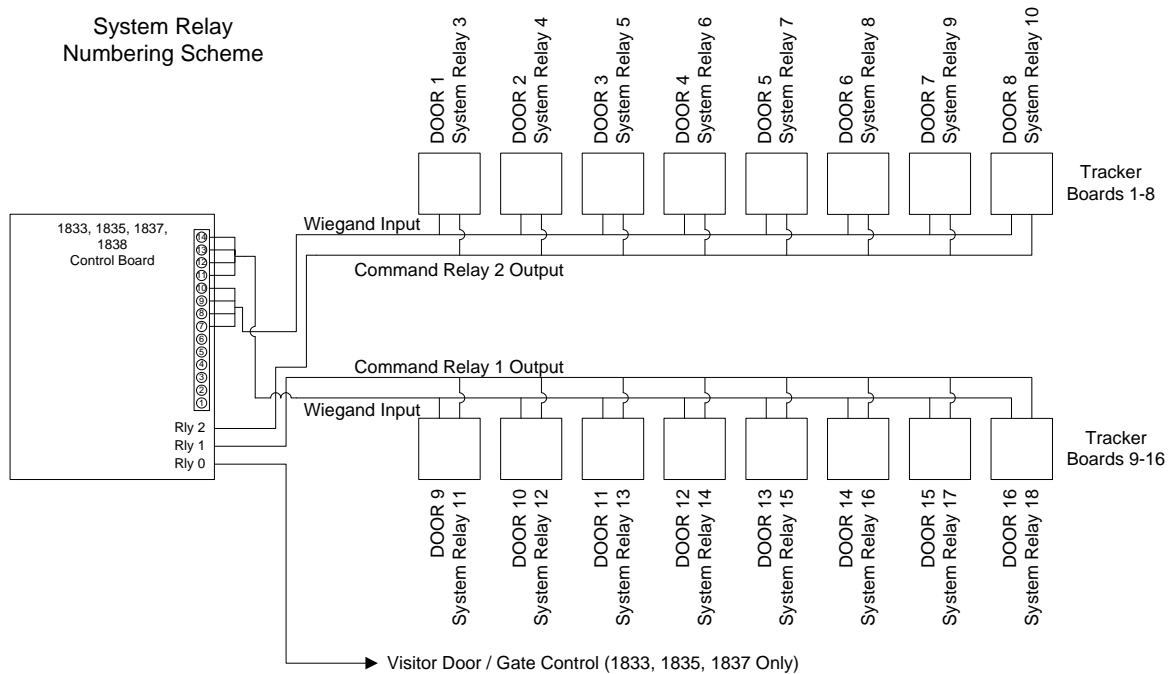 System Relay
Numbering Scheme
DOOR 1
System Relay 3
DOOR 2
System Relay 4
DOOR 3
System Relay 5
DOOR 4
System Relay 6
DOOR 5
System Relay 7
DOOR 6
System Relay 8
DOOR 7
System Relay 9
DOOR 8
System Relay 10
Tracker
Boards 1-8
1833, 1835, 1837,
1838
Control Board
14
13
12
11
10
9
8
7
6
5
4
3
2
1
Rly 2
Rly 1
Rly 0
Wiegand Input
Command Relay 2 Output
Command Relay 1 Output
Wiegand Input
Tracker
Boards 9-16
DOOR 9
System Relay 11
DOOR 10
System Relay 12
DOOR 11
System Relay 13
DOOR 12
System Relay 14
DOOR 13
System Relay 15
DOOR 14
System Relay 16
DOOR 15
System Relay 17
DOOR 16
System Relay 18
Visitor Door / Gate Control (1833, 1835, 1837 Only)